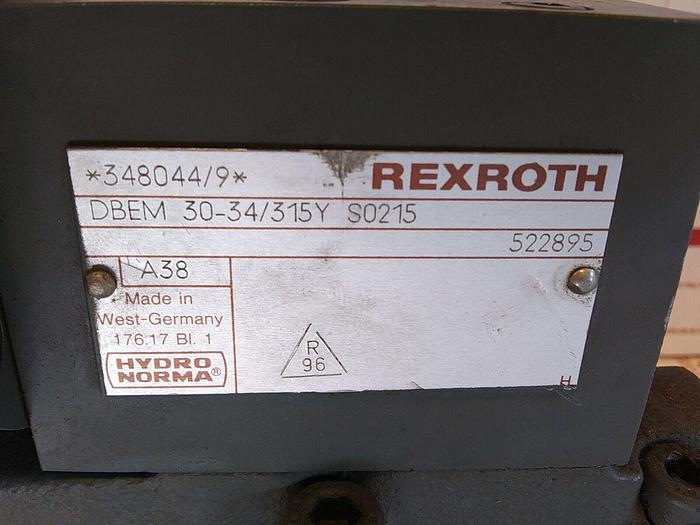 *348044/9*
REXROTH
DBEM 30-34/315Y SO215
522895
A38
Made in
West-Germany
176.17 Bl. 1
HYDRO
NORMA®
R
96
H